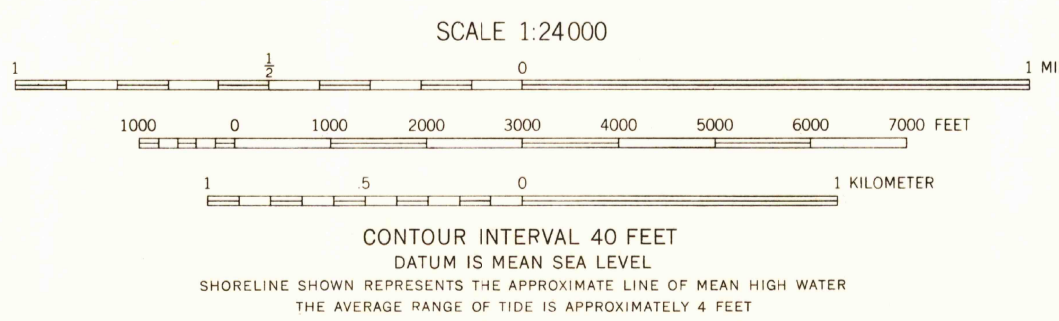 SCALE 1:24000
1 1/2 0 1 MI
1000 0 1000 2000 3000 4000 5000 6000 7000 FEET
1 .5 0 1 KILOMETER
CONTOUR INTERVAL 40 FEET
DATUM IS MEAN SEA LEVEL
SHORELINE SHOWN REPRESENTS THE APPROXIMATE LINE OF MEAN HIGH WATER
THE AVERAGE RANGE OF TIDE IS APPROXIMATELY 4 FEET